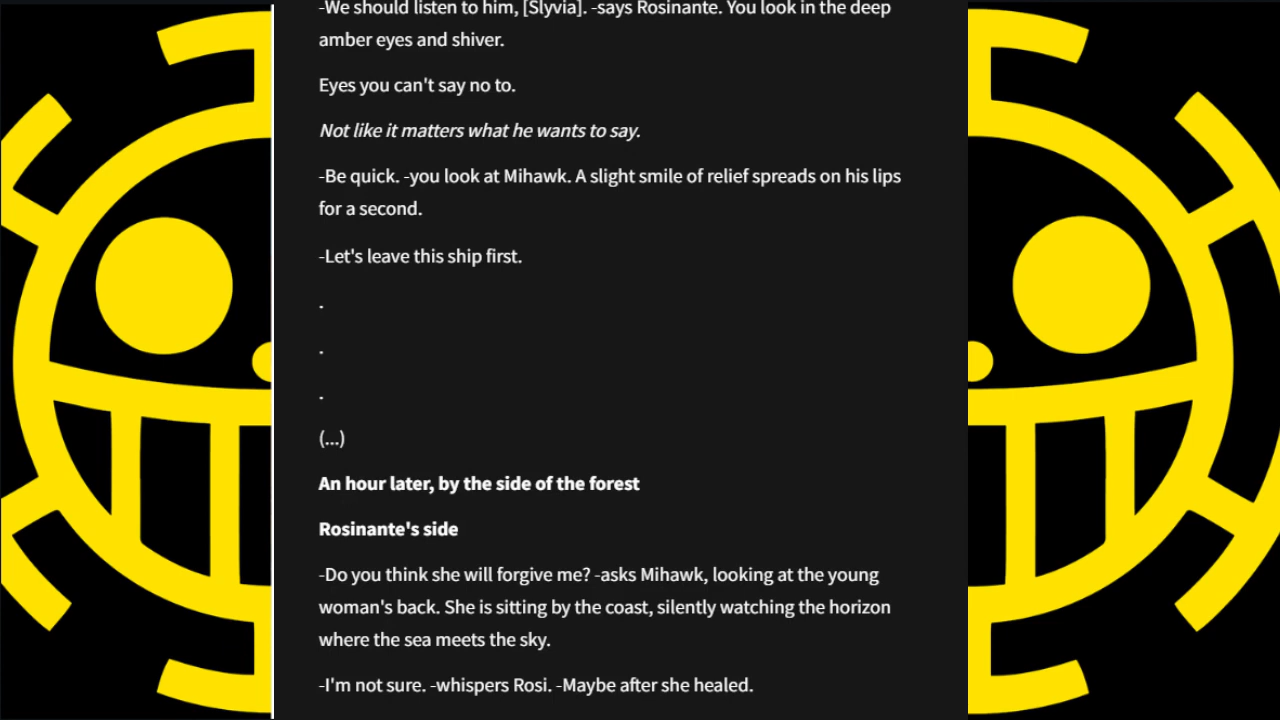 -We should listen to him, [Slyvia]. -says Rosinante. You look in the deep
amber eyes and shiver.
Eyes you can't say no to.
Not like it matters what he wants to say.
-Be quick. -you look at Mihawk. A slight smile of relief spreads on his lips
for a second.
-Let's leave this ship first.
.
.
.
(...)
An hour later, by the side of the forest
Rosinante's side
-Do you think she will forgive me? -asks Mihawk, looking at the young
woman's back. She is sitting by the coast, silently watching the horizon
where the sea meets the sky.
-I'm not sure. -whispers Rosi. -Maybe after she healed.